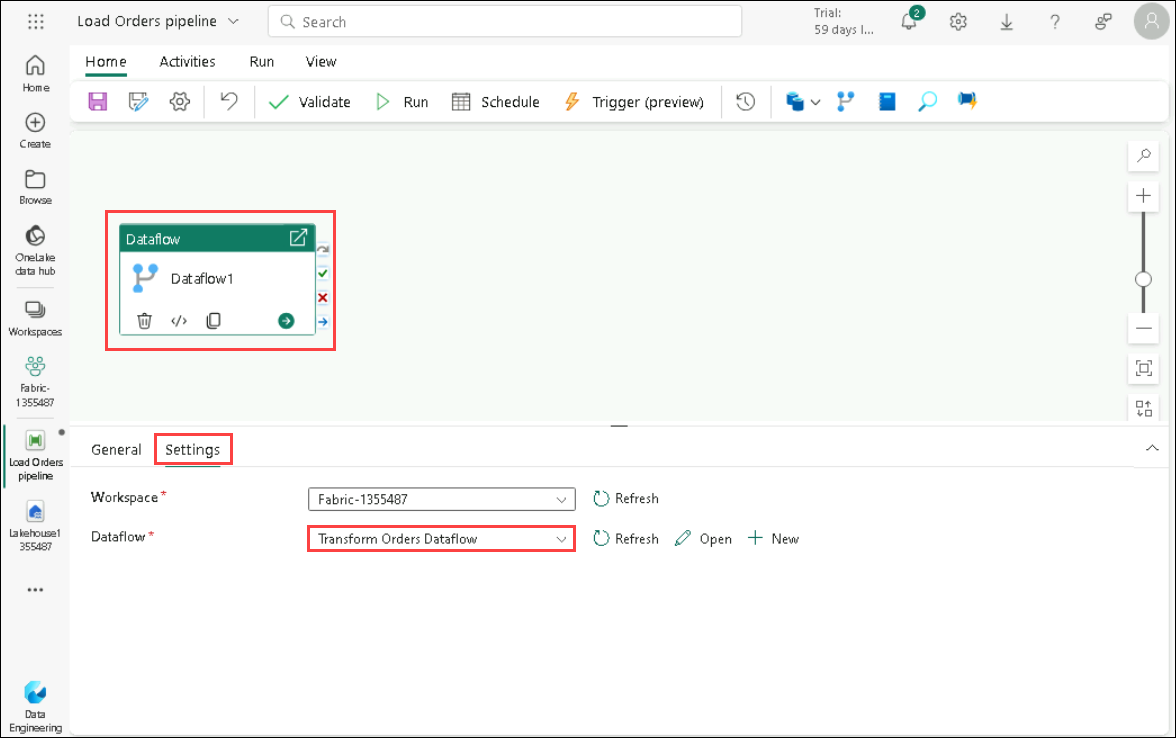 Load Orders pipeline
Search
Trial:
59 days l...
2
Home
Activities
Run
View
Validate
Run
Schedule
Trigger (preview)
Home
Create
Browse
OneLake
data hub
Workspaces
Fabric-
1355487
Load Orders
pipeline
Lakehouse1
355487
Data
Engineering
Dataflow
Dataflow1
General
Settings
Workspace *
Fabric-1355487
Refresh
Dataflow *
Transform Orders Dataflow
Refresh
Open
New